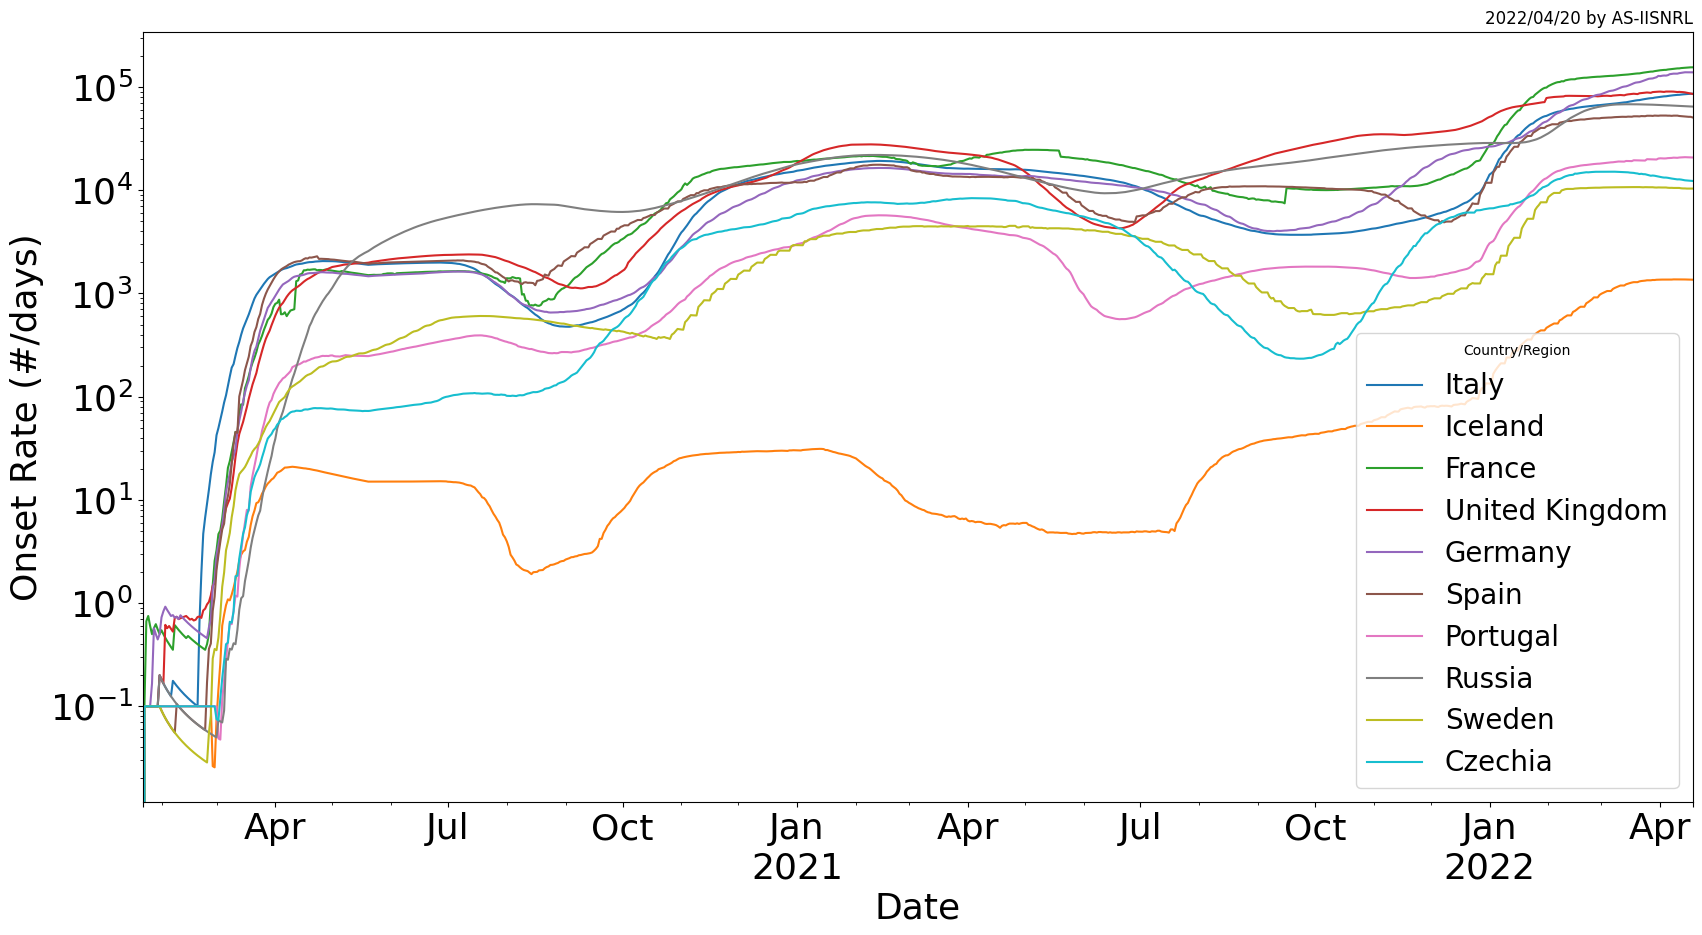 2022/04/20 by AS-IISNRL
Onset Rate (#/days)
10^5
10^4
10^3
10^2
10^1
10^0
10^−1
Country/Region
Italy
Iceland
France
United Kingdom
Germany
Spain
Portugal
Russia
Sweden
Czechia
Apr Jul Oct Jan Apr Jul Oct Jan Apr
2021 2022
Date